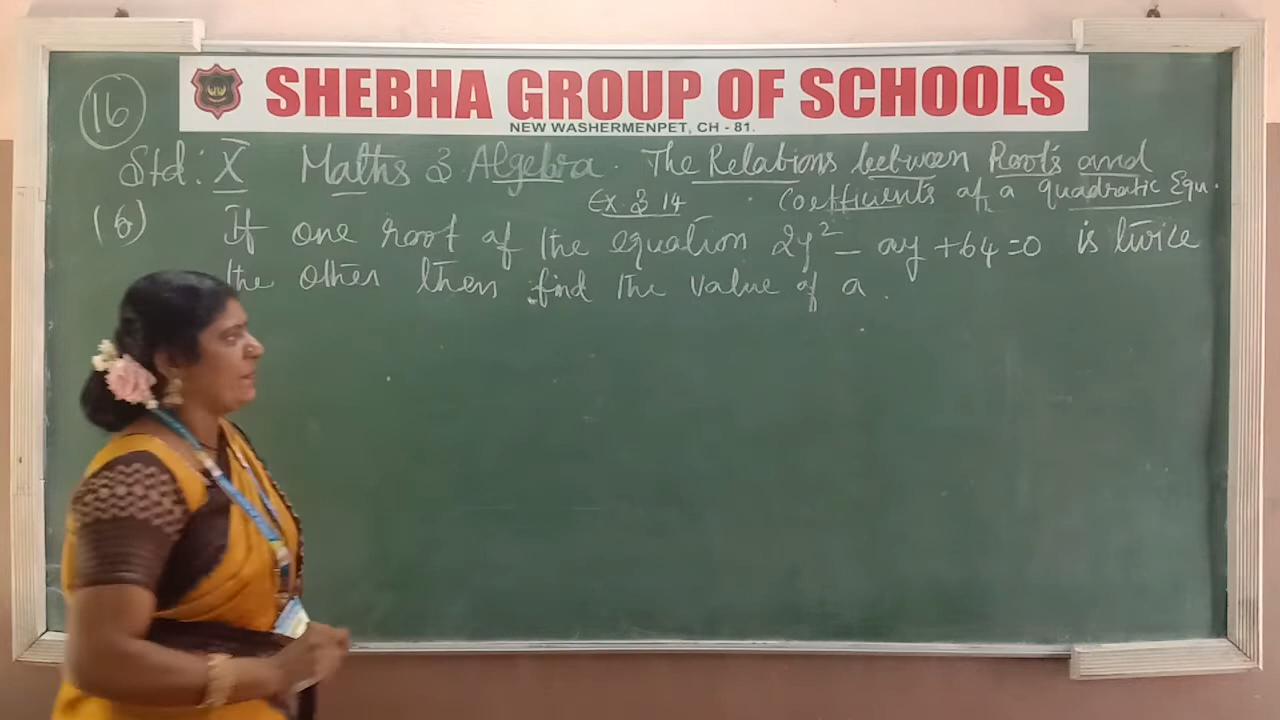 SHEBHA GROUP OF SCHOOLS
NEW WASHERMENPET, CH - 81.
16
Std: X Maths 3 Algebra. The Relations between Roots and
Ex 3.14 . Coefficients of a quadratic Equ.
(6) If one root of the equation 2y² - ay + 64 = 0 is twice
the other then find the value of a.